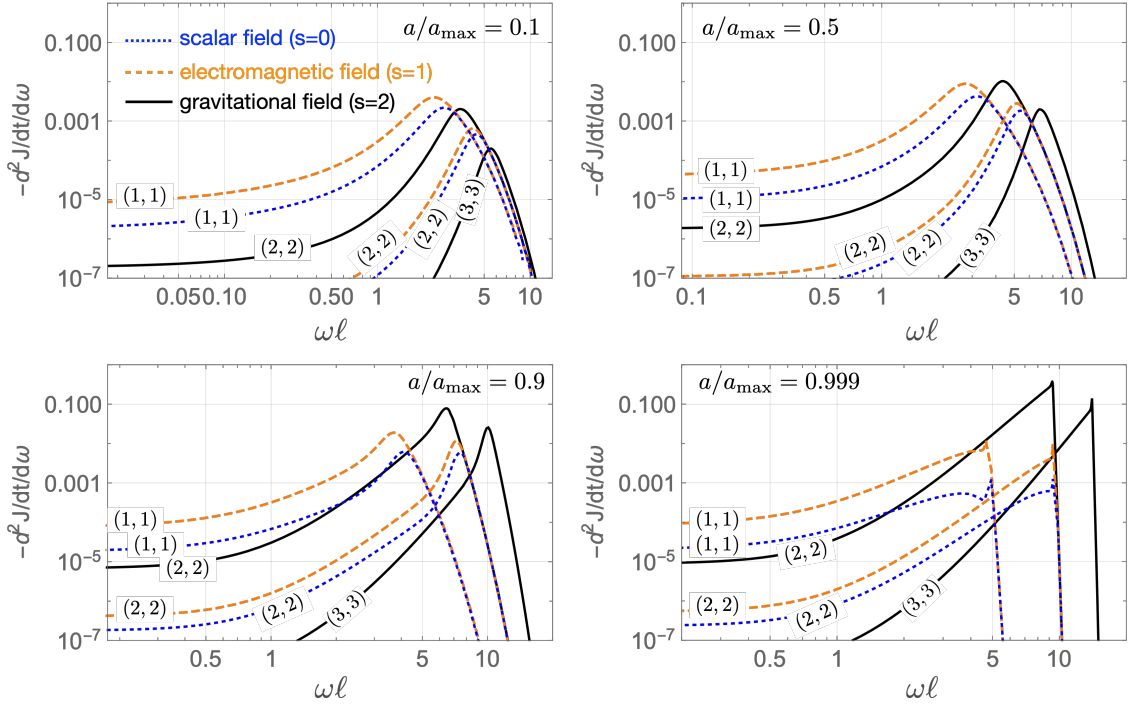 a/a_max = 0.1
scalar field (s=0)
electromagnetic field (s=1)
gravitational field (s=2)
-d²J/dt/dω
0.100
0.001
10⁻⁵
10⁻⁷
(1, 1)
(1, 1)
(2, 2)
(2, 2)
(2, 2)
(3, 3)
0.05 0.10 0.50 1 5 10
ωℓ
a/a_max = 0.5
-d²J/dt/dω
0.100
0.001
10⁻⁵
10⁻⁷
(1, 1)
(1, 1)
(2, 2)
(2, 2)
(2, 2)
(3, 3)
0.1 0.5 1 5 10
ωℓ
a/a_max = 0.9
-d²J/dt/dω
0.100
0.001
10⁻⁵
10⁻⁷
(1, 1)
(1, 1)
(2, 2)
(2, 2)
(2, 2)
(3, 3)
0.5 1 5 10
ωℓ
a/a_max = 0.999
-d²J/dt/dω
0.100
0.001
10⁻⁵
10⁻⁷
(1, 1)
(1, 1)
(2, 2)
(2, 2)
(2, 2)
(3, 3)
0.5 1 5 10
ωℓ